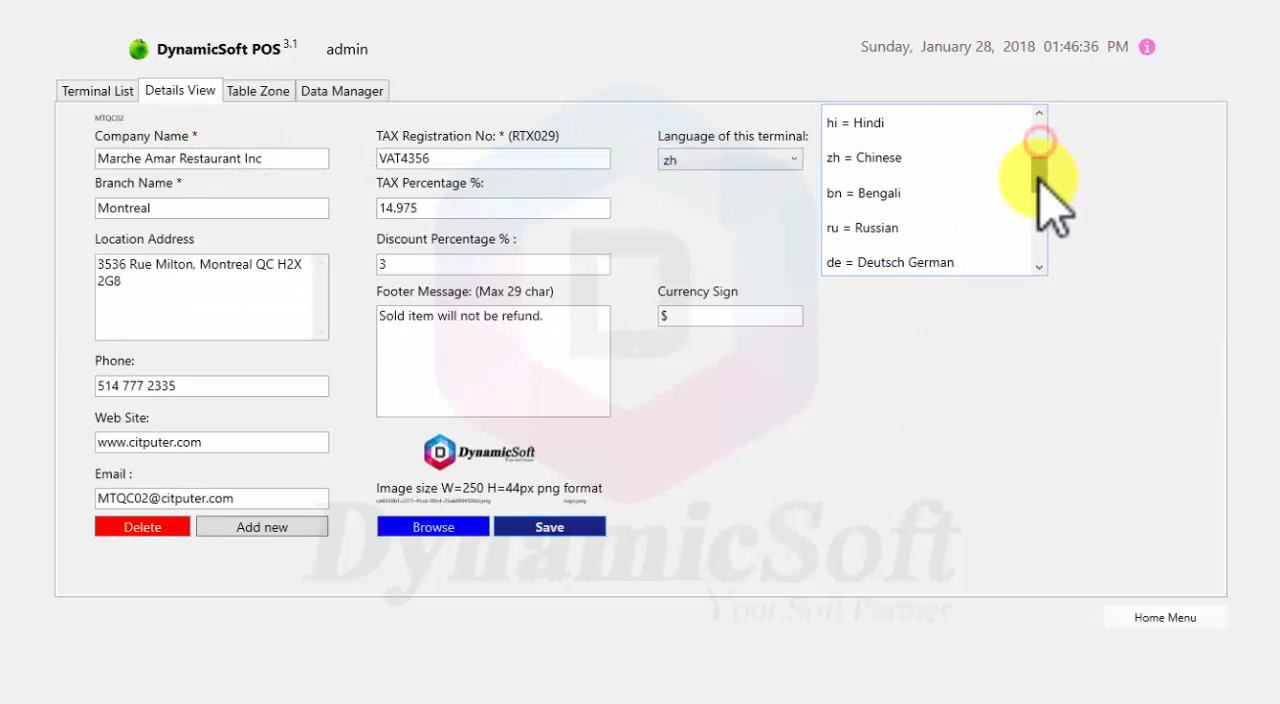 DynamicSoft POS 3.1 admin
Sunday, January 28, 2018 01:46:36 PM
Terminal List Details View Table Zone Data Manager
MTQC02
Company Name *
Marche Amar Restaurant Inc
Branch Name *
Montreal
Location Address
3536 Rue Milton, Montreal QC H2X
2G8
Phone:
514 777 2335
Web Site:
www.citputer.com
Email :
MTQC02@citputer.com
Delete Add new
TAX Registration No: * (RTX029)
VAT4356
TAX Percentage %:
14.975
Discount Percentage % :
3
Footer Message: (Max 29 char)
Sold item will not be refund.
DynamicSoft
Your Soft Partner
Image size W=250 H=44px png format
Browse Save
Language of this terminal:
zh
Currency Sign
$
hi = Hindi
zh = Chinese
bn = Bengali
ru = Russian
de = Deutsch German
DynamicSoft
Your Soft Partner
Home Menu